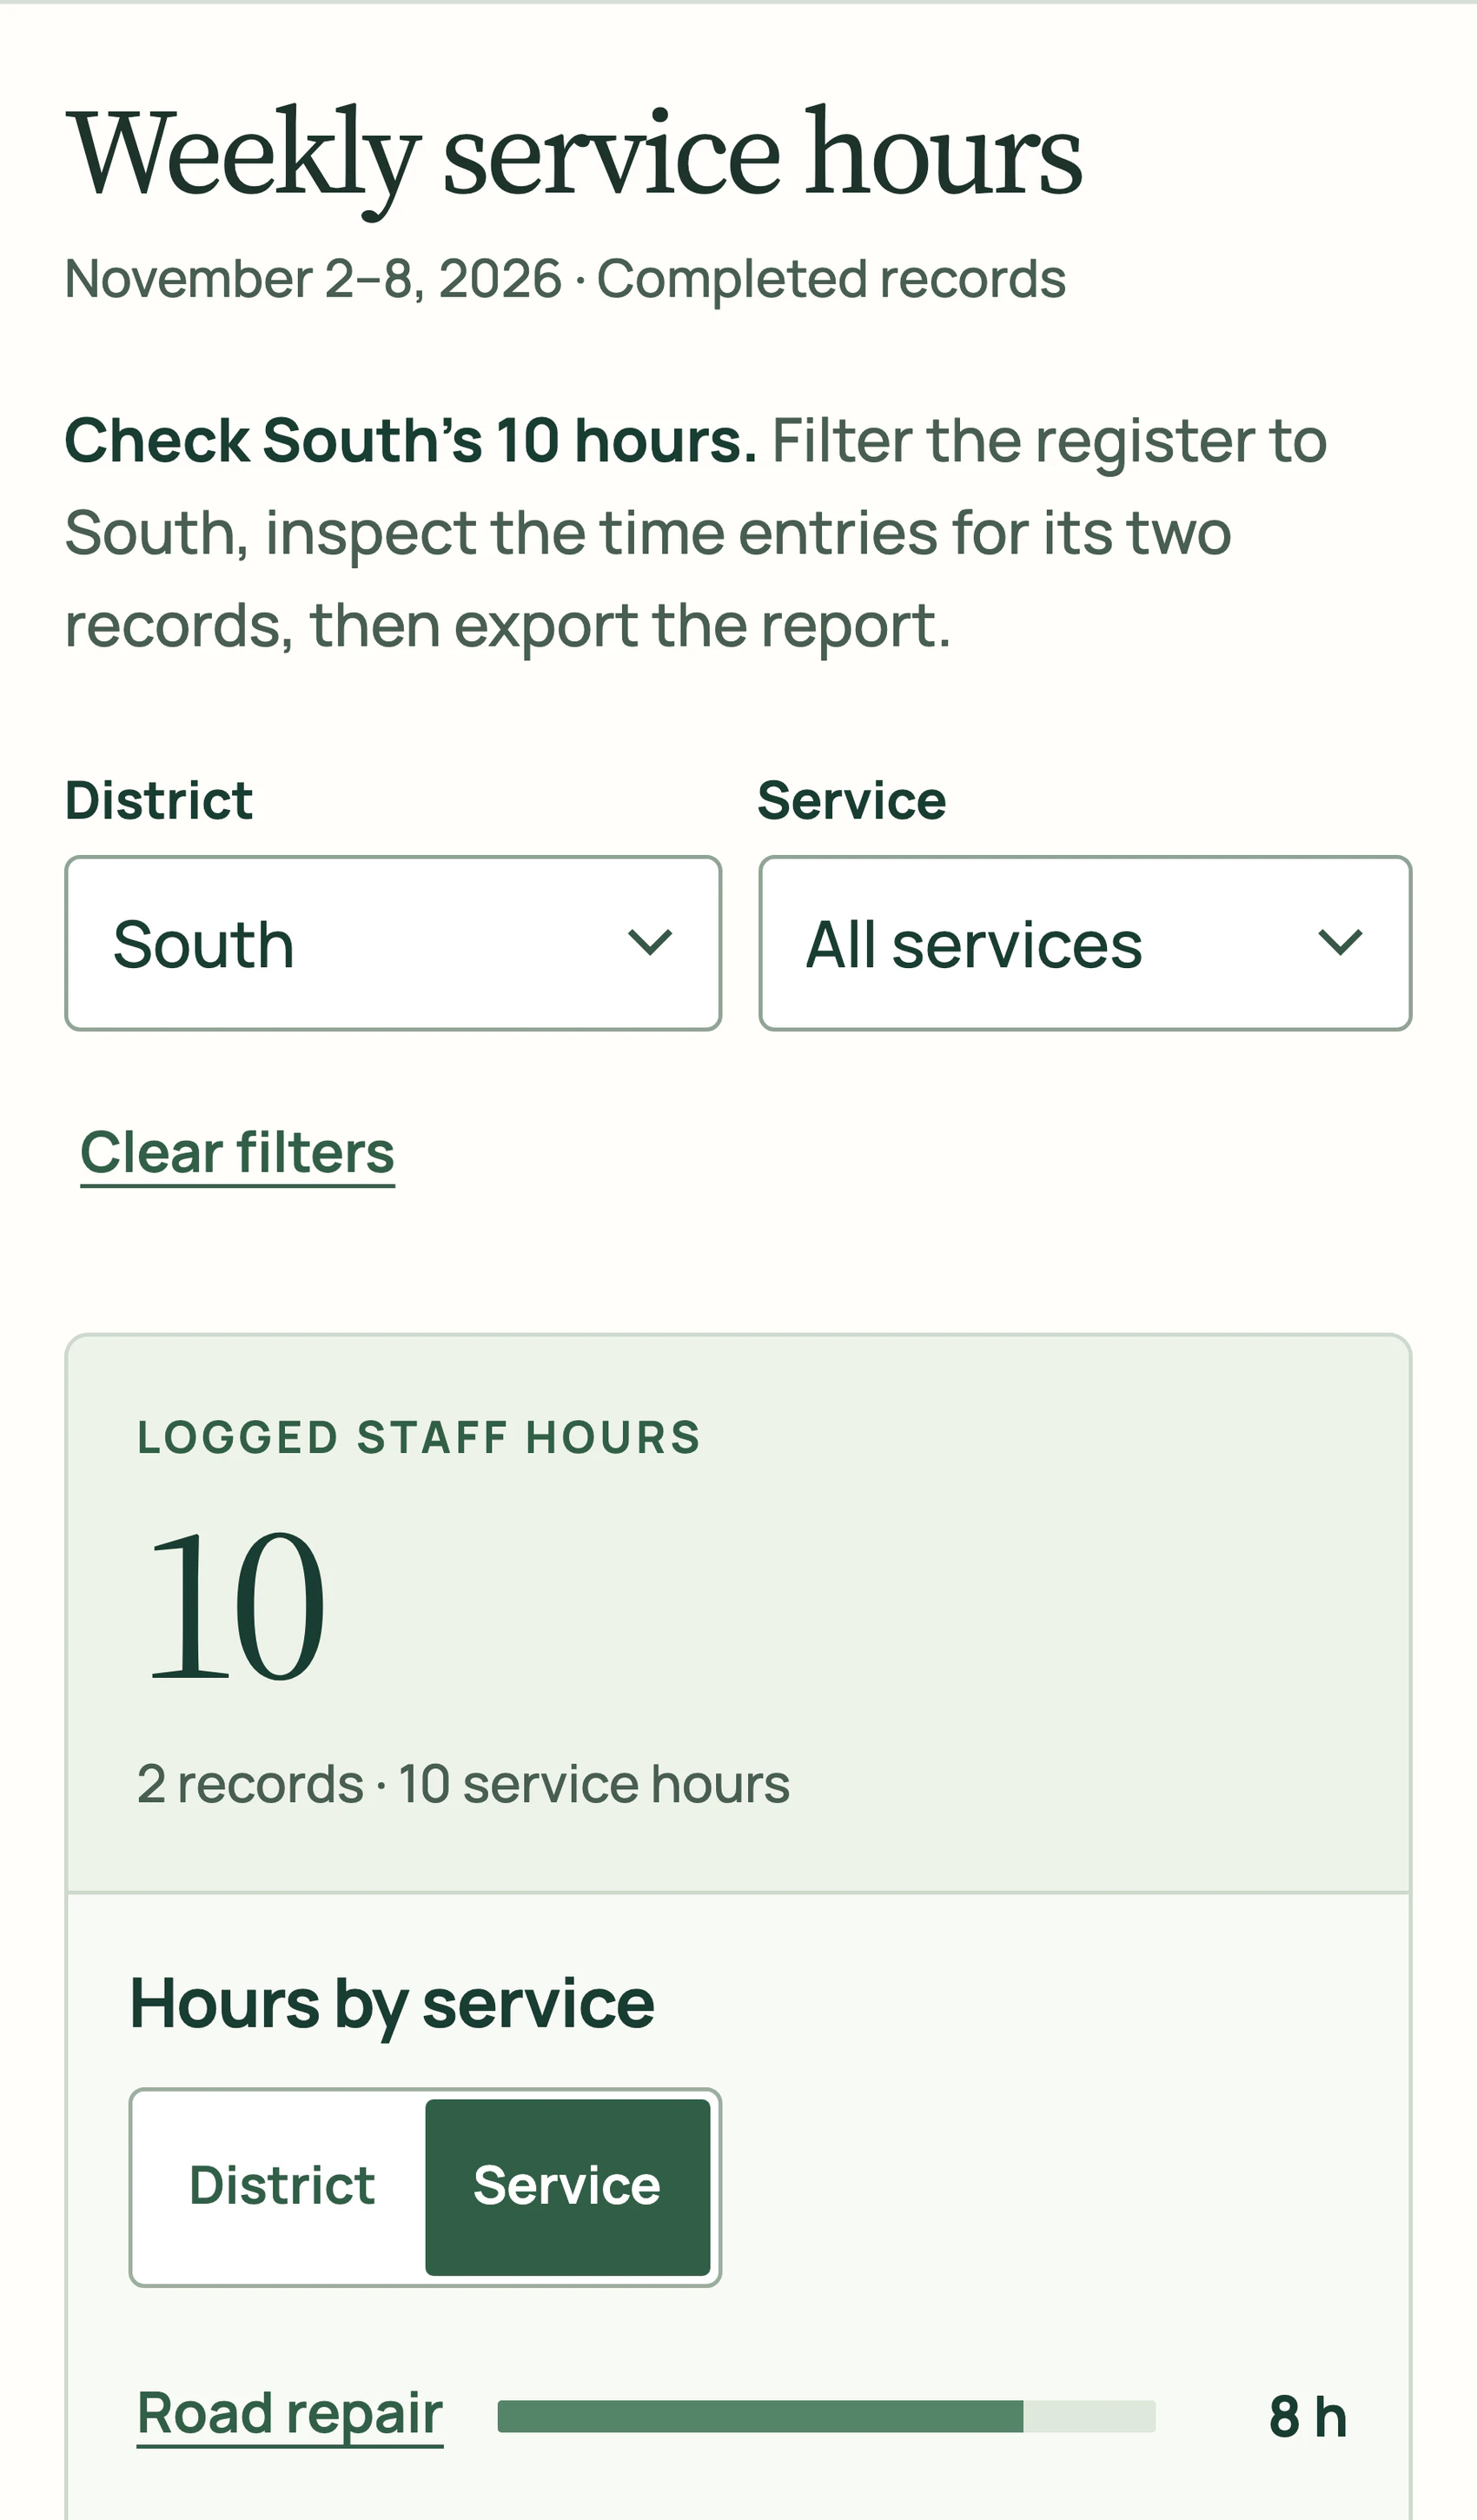 Weekly service hours
November 2–8, 2026 · Completed records
Check South’s 10 hours. Filter the register to
South, inspect the time entries for its two
records, then export the report.
District
Service
South
All services
Clear filters
LOGGED STAFF HOURS
10
2 records · 10 service hours
Hours by service
District
Service
Road repair
8 h